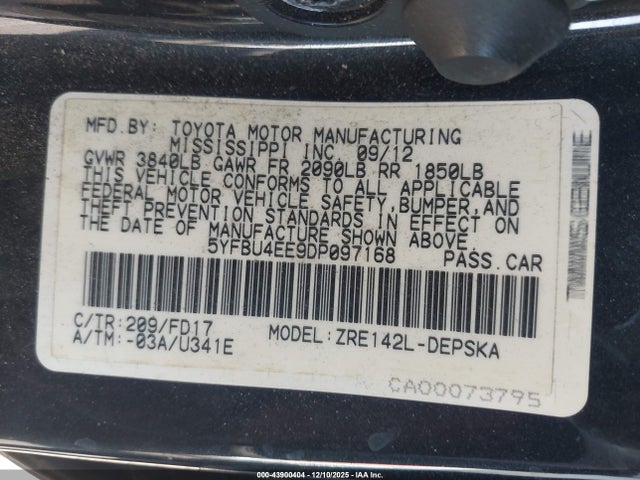 MFD.BY: TOYOTA MOTOR MANUFACTURING
MISSISSIPPI INC. 09/12
GVWR 3840LB GAWR FR 2090LB RR 1850LB
THIS VEHICLE CONFORMS TO ALL APPLICABLE
FEDERAL MOTOR VEHICLE SAFETY,BUMPER,AND
THEFT PREVENTION STANDARDS IN EFFECT ON
THE DATE OF MANUFACTURE SHOWN ABOVE.
5YFBU4EE9DP097168 PASS.CAR
C/TR:209/FD17 MODEL:ZRE142L-DEPSKA
A/TM:-03A/U341E
CA00073795
GENUINE
000-43900404 - 12/10/2025 - IAA Inc.